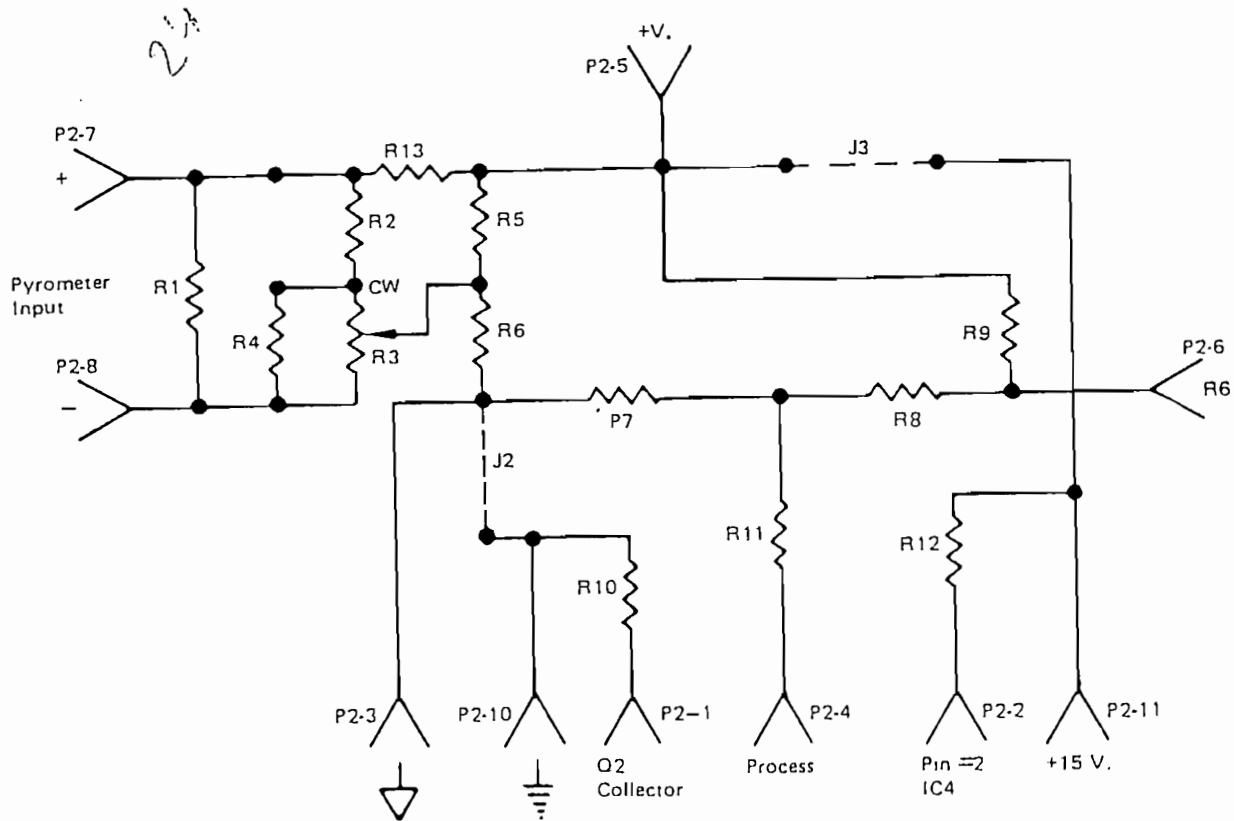 +V.
P2-5
P2-7
+
R13
J3
R2
R5
Pyrometer
Input
R1
CW
R4
R3
R6
R9
P2-8
−
P2-6
R6
P7
R8
J2
R11
R12
R10
P2-3
P2-10
P2-1
P2-4
P2-2
P2-11
Q2
Collector
Process
Pin =2
IC4
+15 V.